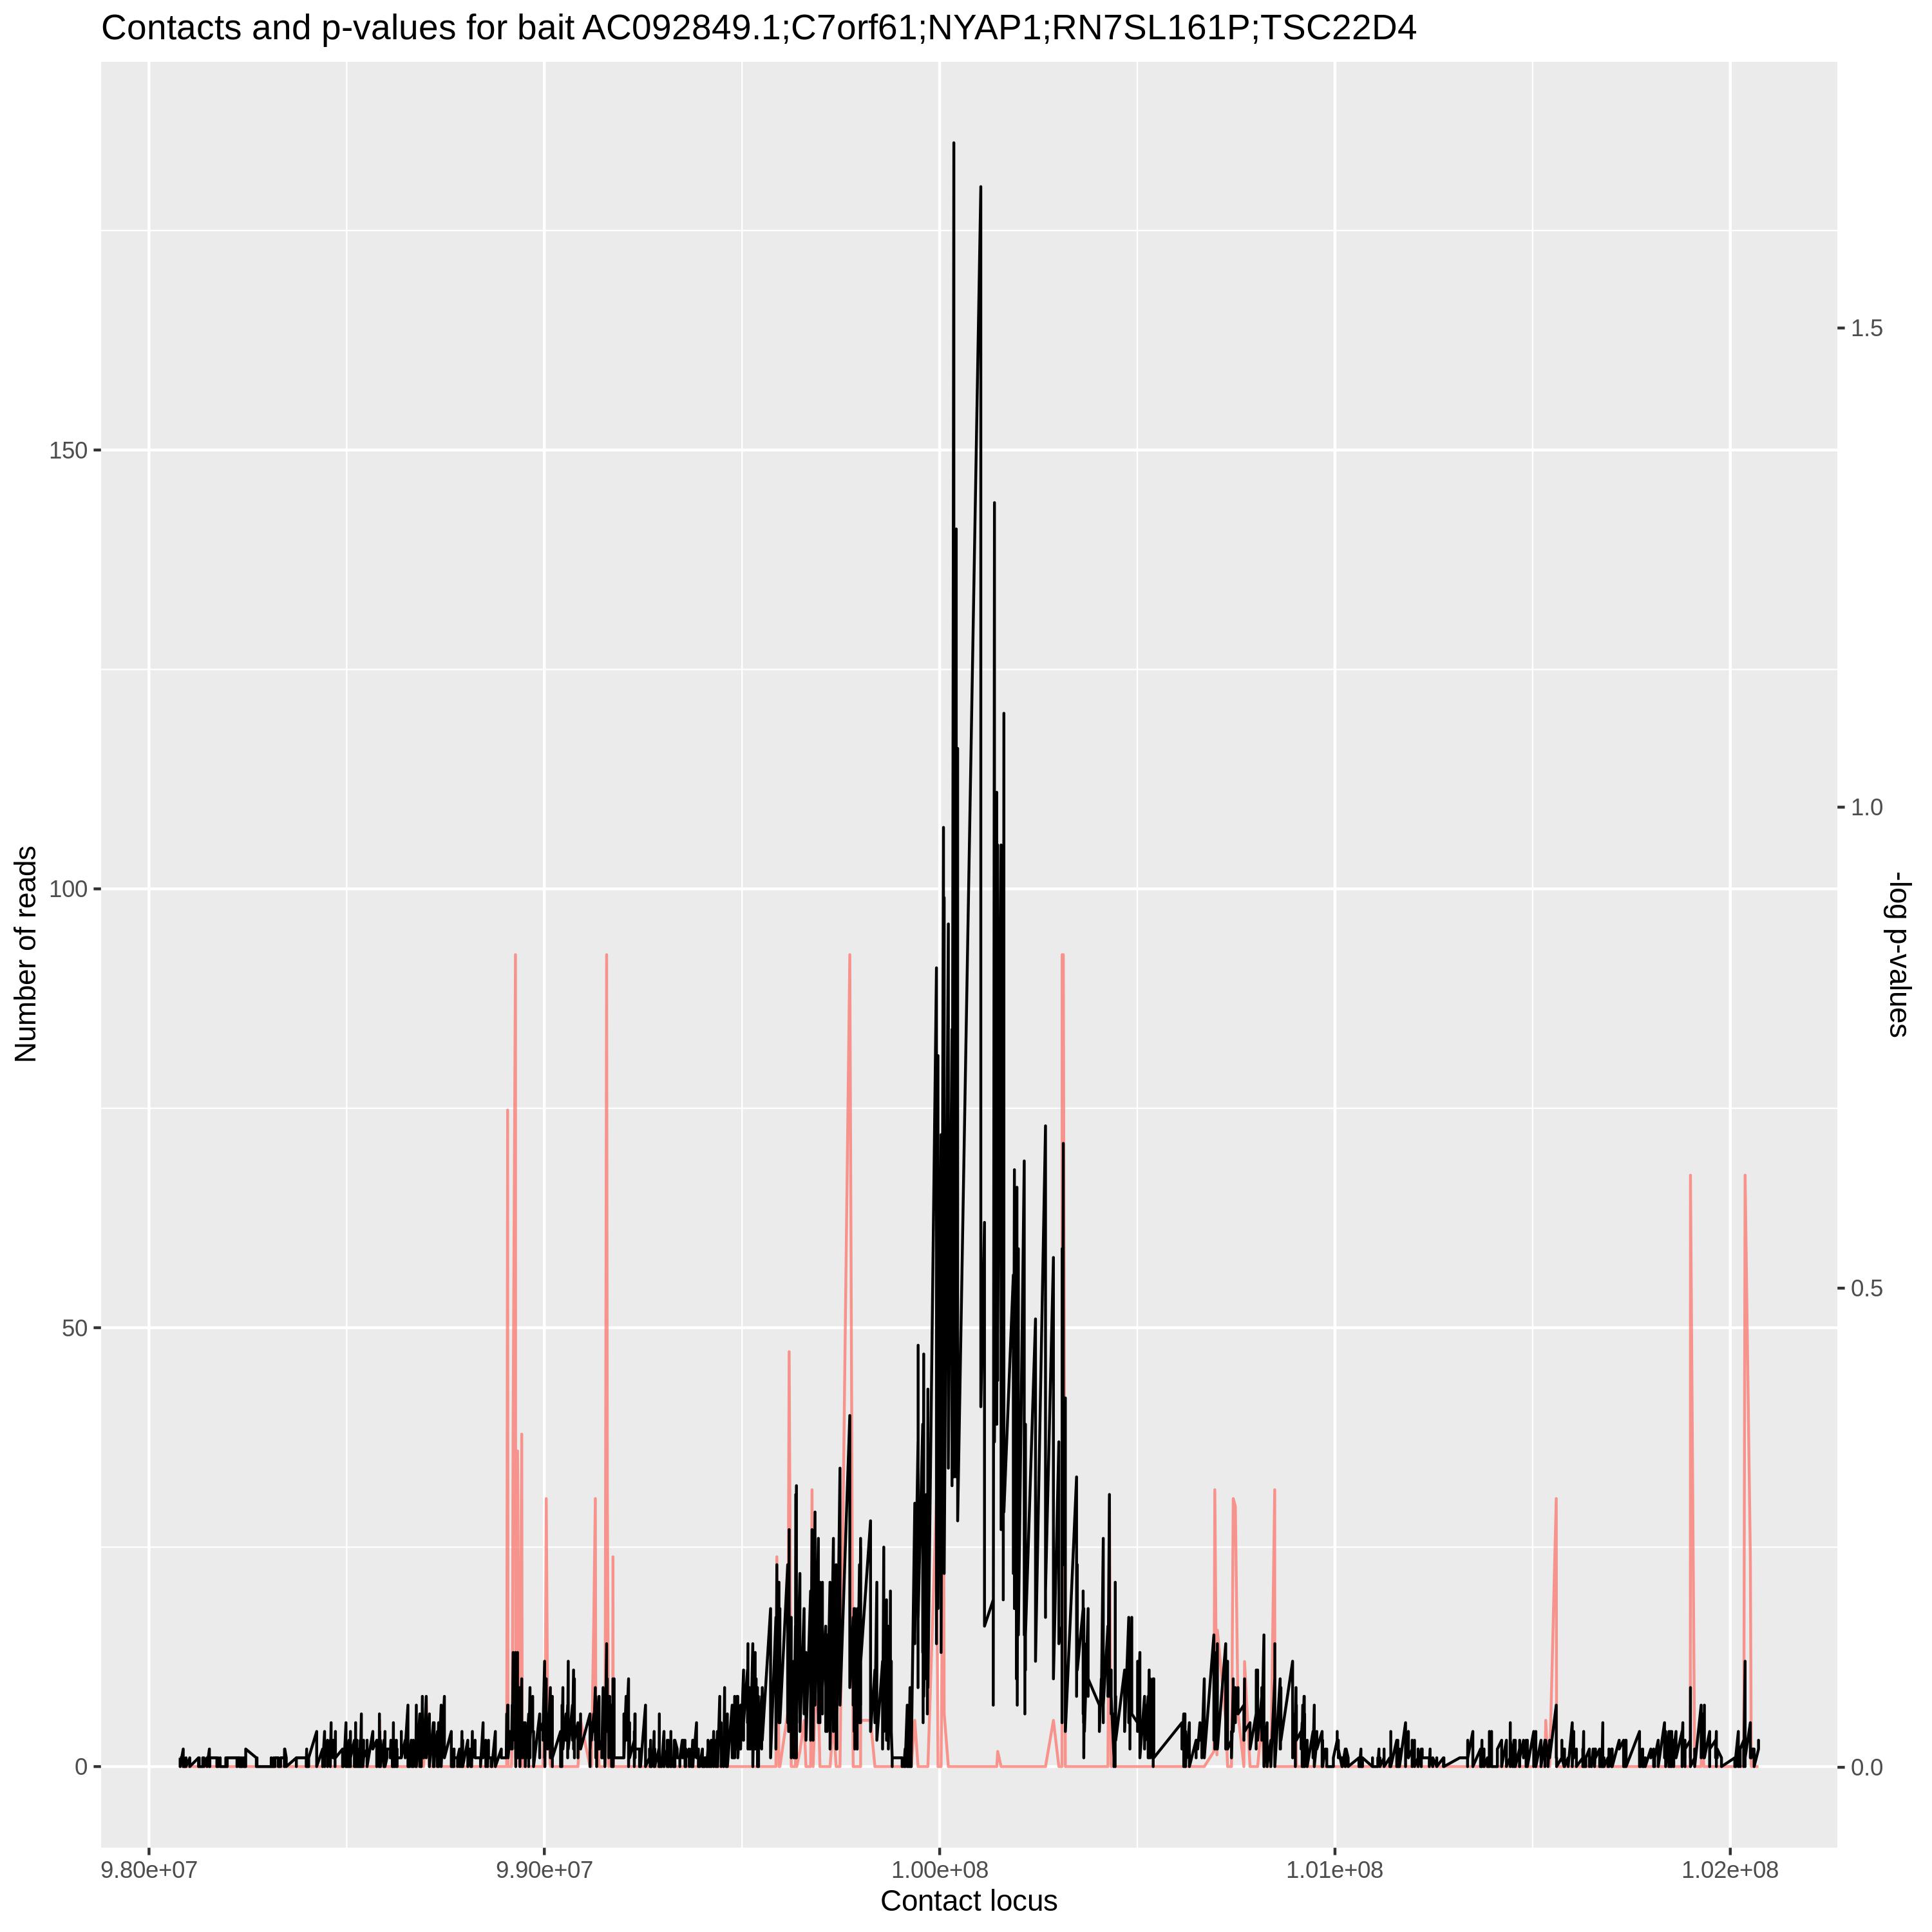 Contacts and p-values for bait AC092849.1;C7orf61;NYAP1;RN7SL161P;TSC22D4
Number of reads
150
100
50
0
-log p-values
1.5
1.0
0.5
0.0
9.80e+07
9.90e+07
1.00e+08
1.01e+08
1.02e+08
Contact locus